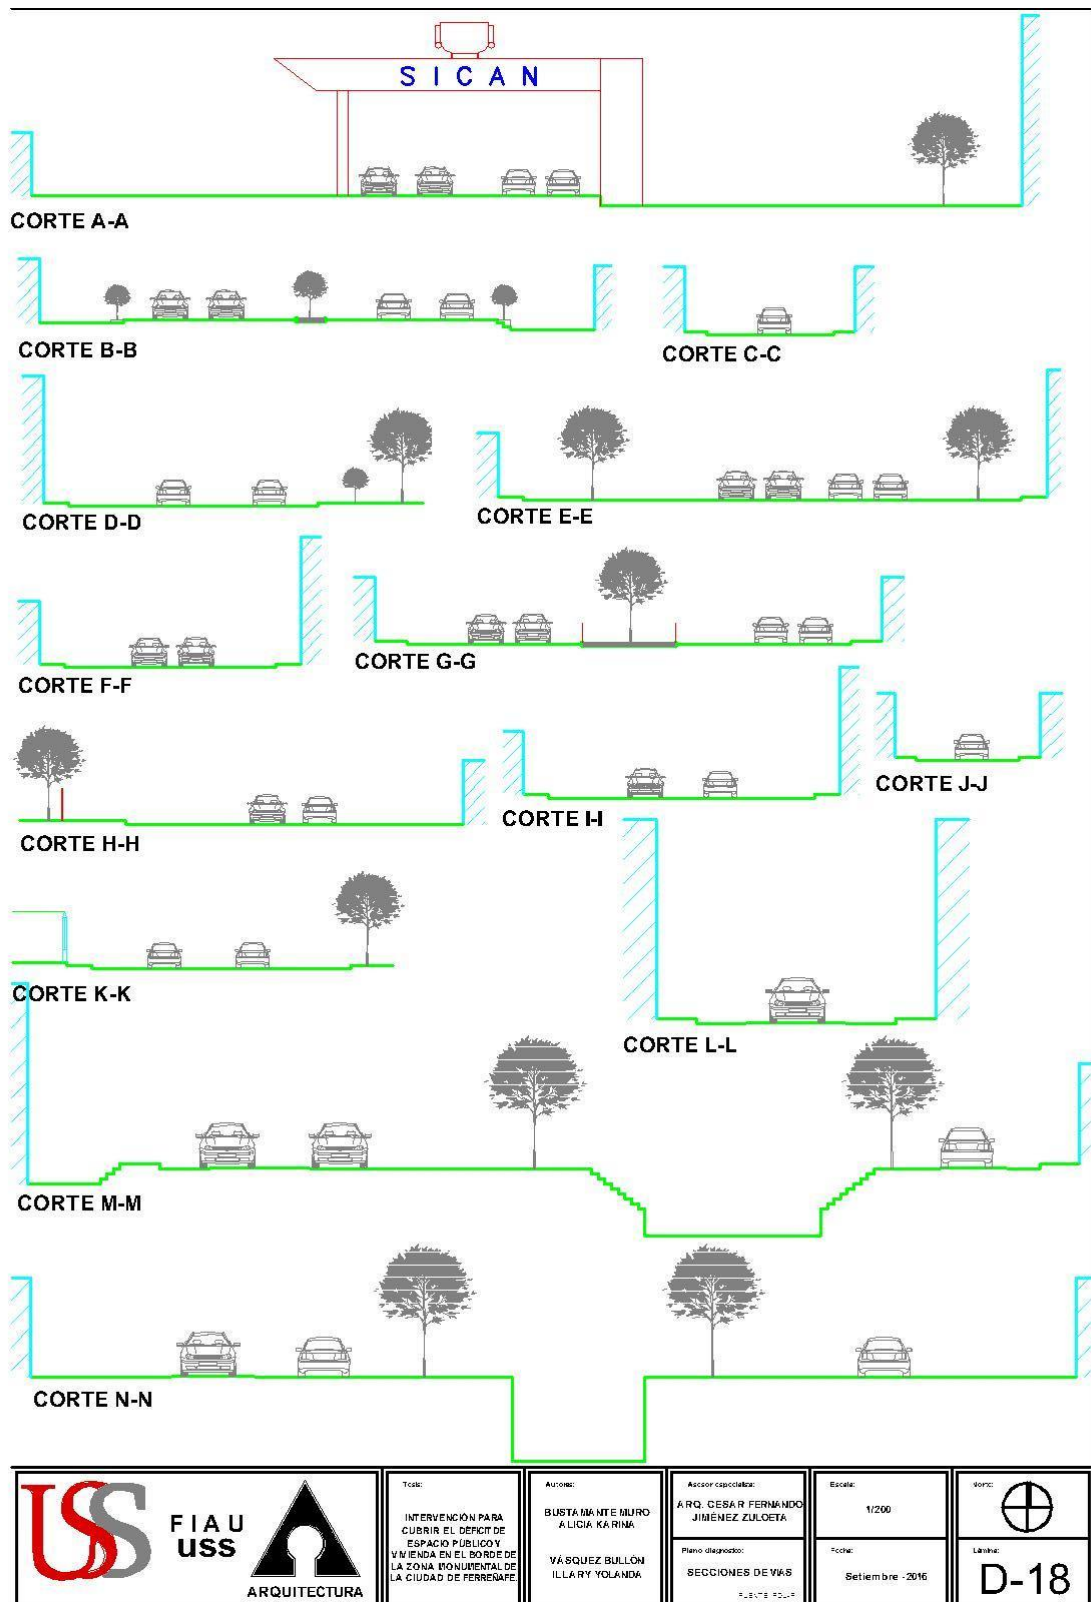 SICAN
CORTE A-A
CORTE B-B
CORTE C-C
CORTE D-D
CORTE E-E
CORTE F-F
CORTE G-G
CORTE H-H
CORTE I-I
CORTE J-J
CORTE K-K
CORTE L-L
CORTE M-M
CORTE N-N
USS
FIAU
USS
ARQUITECTURA
Tesis:
INTERVENCIÓN PARA
CUBRIR EL DÉFICIT DE
ESPACIO PÚBLICO Y
VIVIENDA EN EL BORDE DE
LA ZONA MONUMENTAL DE
LA CIUDAD DE FERREÑAFE.
Autores:
BUSTAMANTE MURO
ALICIA KARINA
VÁSQUEZ BULLÓN
ILLARY YOLANDA
Asesor especialista:
ARQ. CESAR FERNANDO
JIMÉNEZ ZULOETA
Plano diagnostico:
SECCIONES DE VIAS
Escala:
1/200
Fecha:
Setiembre -2016
Norte:
Lámina:
D-18